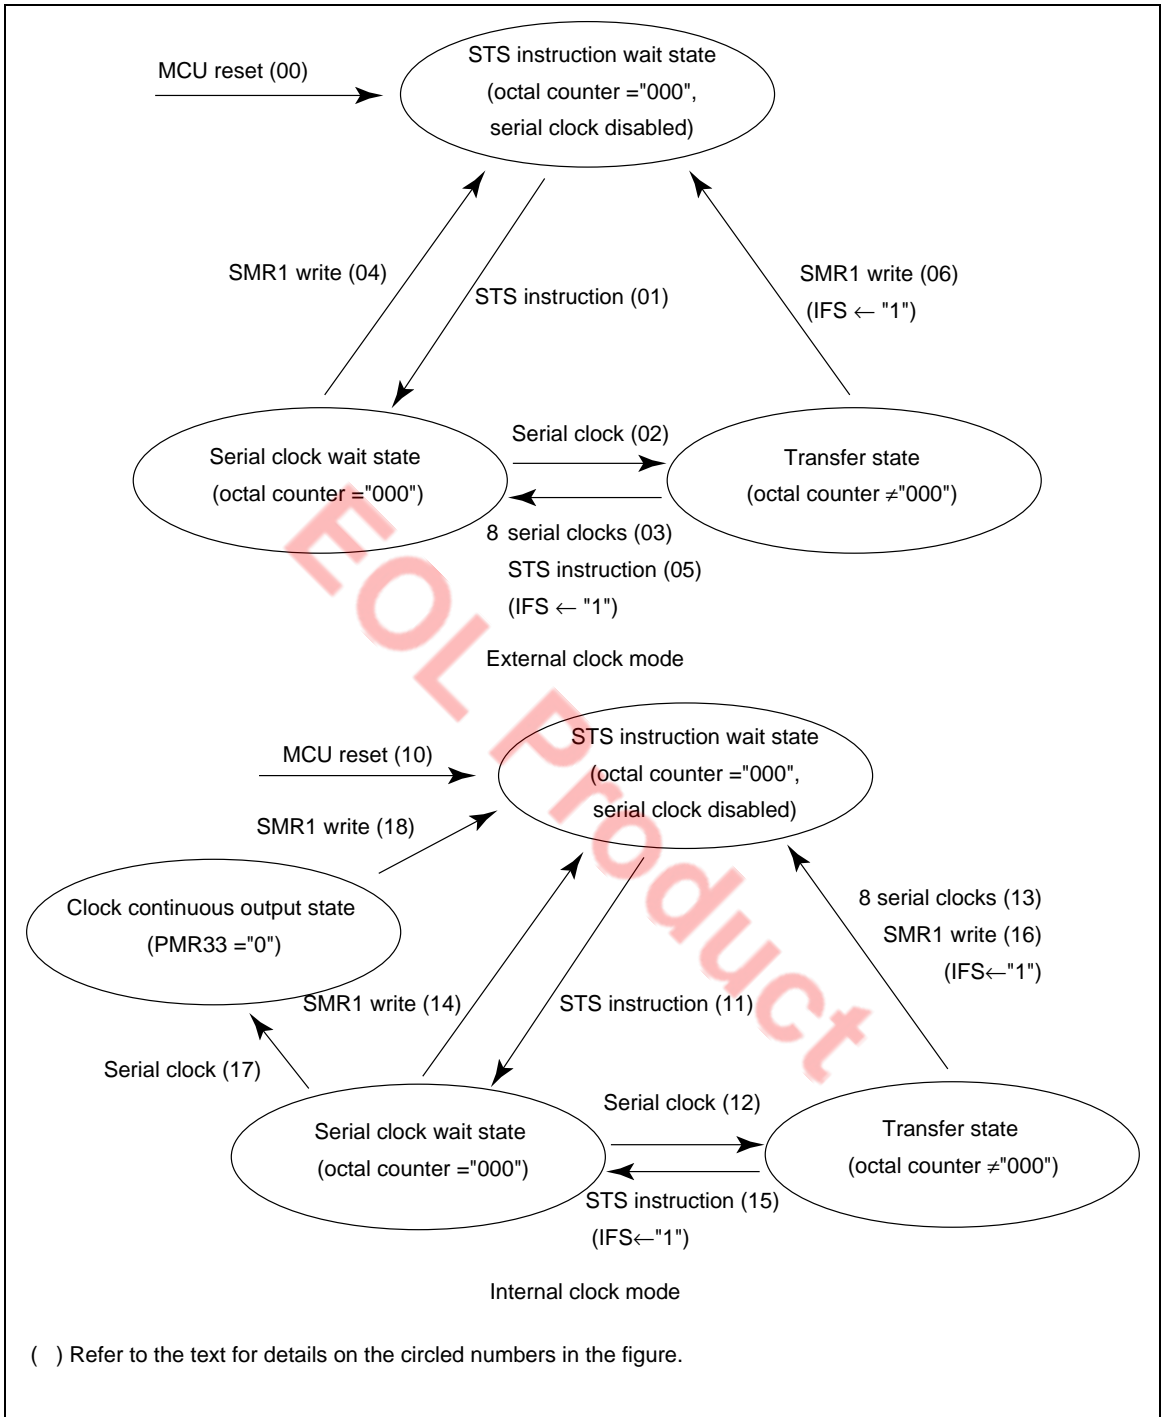 MCU reset (00)
STS instruction wait state
(octal counter ="000",
serial clock disabled)
SMR1 write (04)
STS instruction (01)
SMR1 write (06)
(IFS ← "1")
Serial clock wait state
(octal counter ="000")
Serial clock (02)
Transfer state
(octal counter ≠"000")
8 serial clocks (03)
STS instruction (05)
(IFS ← "1")
External clock mode
MCU reset (10)
STS instruction wait state
(octal counter ="000",
serial clock disabled)
SMR1 write (18)
Clock continuous output state
(PMR33 ="0")
8 serial clocks (13)
SMR1 write (16)
(IFS←"1")
SMR1 write (14)
STS instruction (11)
Serial clock (17)
Serial clock wait state
(octal counter ="000")
Serial clock (12)
Transfer state
(octal counter ≠"000")
STS instruction (15)
(IFS←"1")
Internal clock mode
( ) Refer to the text for details on the circled numbers in the figure.
EOL Product